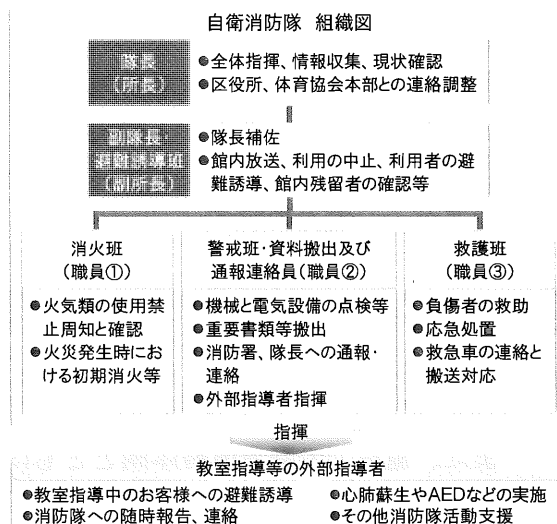 自衛消防隊 組織図
隊長
(所長)
●全体指揮、情報収集、現状確認
●区役所、体育協会本部との連絡調整
副隊長・
避難誘導班
(副所長)
●隊長補佐
●館内放送、利用の中止、利用者の避
難誘導、館内残留者の確認等
消火班
(職員①)
●火気類の使用禁
止周知と確認
●火災発生時にお
ける初期消火等
警戒班・資料搬出及び
通報連絡員(職員②)
●機械と電気設備の点検等
●重要書類等搬出
●消防署、隊長への通報・
連絡
●外部指導者指揮
救護班
(職員③)
●負傷者の救助
●応急処置
●救急車の連絡と
搬送対応
指揮
教室指導等の外部指導者
●教室指導中のお客様への避難誘導
●消防隊への随時報告、連絡
●心肺蘇生やAEDなどの実施
●その他消防隊活動支援